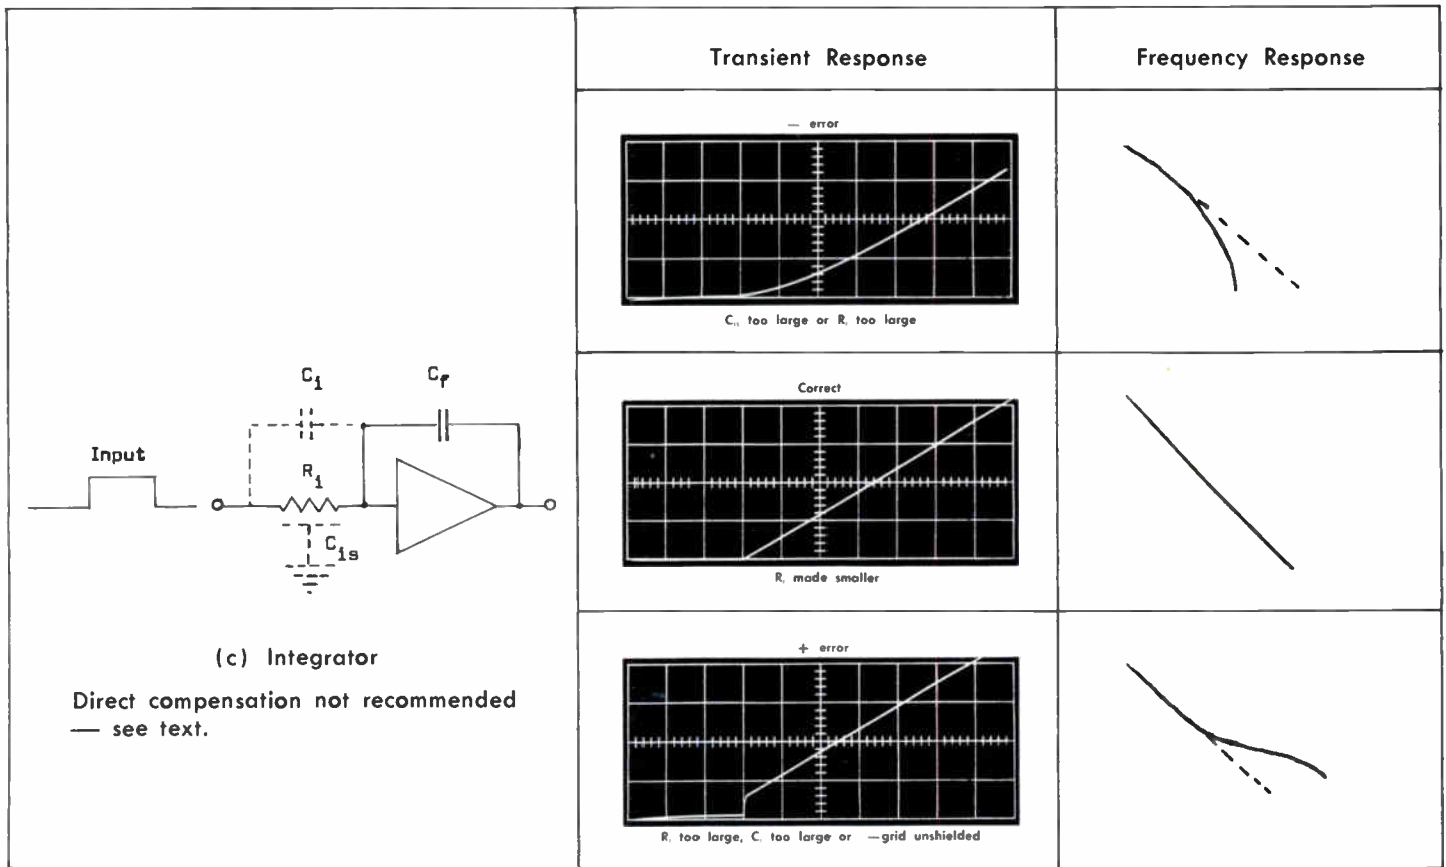 Transient Response
Frequency Response
— error
C too large or R too large
Correct
R made smaller
+ error
R too large, C too large or —grid unshielded
Input
C1
Cf
R1
C1s
(c) Integrator
Direct compensation not recommended
— see text.